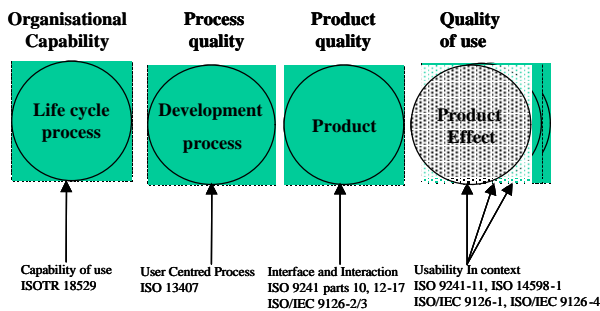 Organisational
Capability
Process
quality
Product
quality
Quality
of use
Life cycle
process
Development
process
Product
Product
Effect
Capability of use
ISOTR 18529
User Centred Process
ISO 13407
Interface and Interaction
ISO 9241 parts 10, 12-17
ISO/IEC 9126-2/3
Usability In context
ISO 9241-11, ISO 14598-1
ISO/IEC 9126-1, ISO/IEC 9126-4